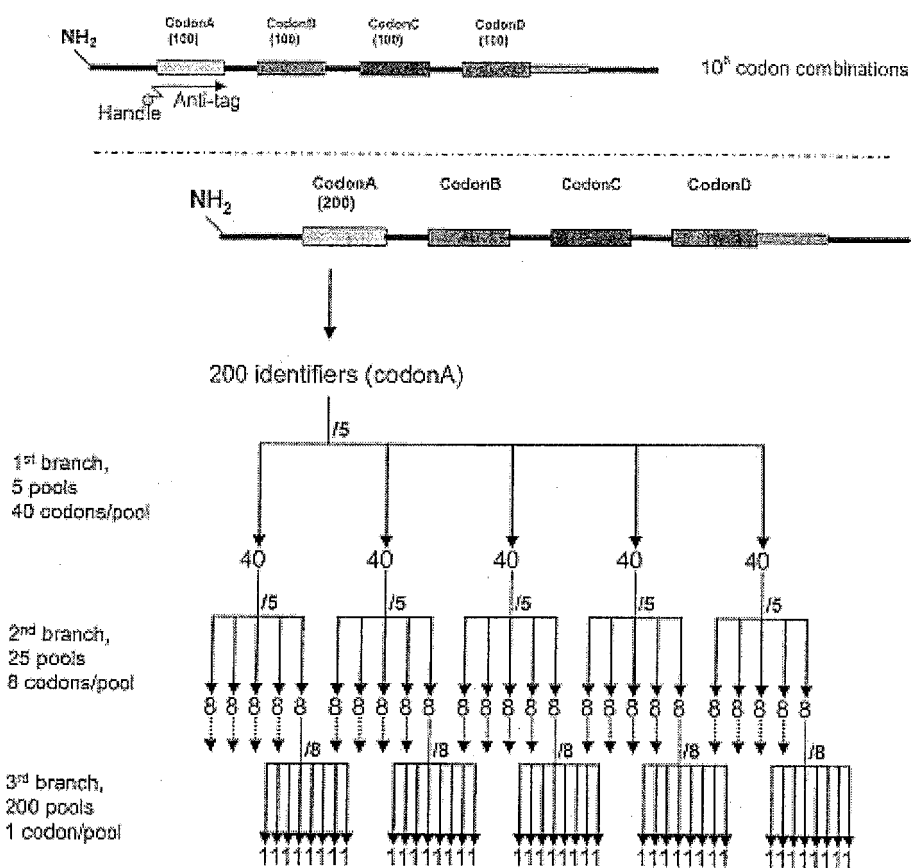 CodonA CodonB CodonC CodonD
(100) (100) (100) (100)
NH2
10^8 codon combinations
Handle Anti-tag
CodonA CodonB CodonC CodonD
(200)
NH2
200 identifiers (codonA)
/5
1st branch,
5 pools
40 codons/pool
40 40 40 40 40
/5 /5 /5 /5 /5
2nd branch,
25 pools
8 codons/pool
8 8 8 8 8 8 8 8 8 8 8 8 8 8 8 8 8 8 8 8 8 8 8 8 8
/8 /8 /8 /8 /8
3rd branch,
200 pools
1 codon/pool
11111111 11111111 11111111 11111111 11111111